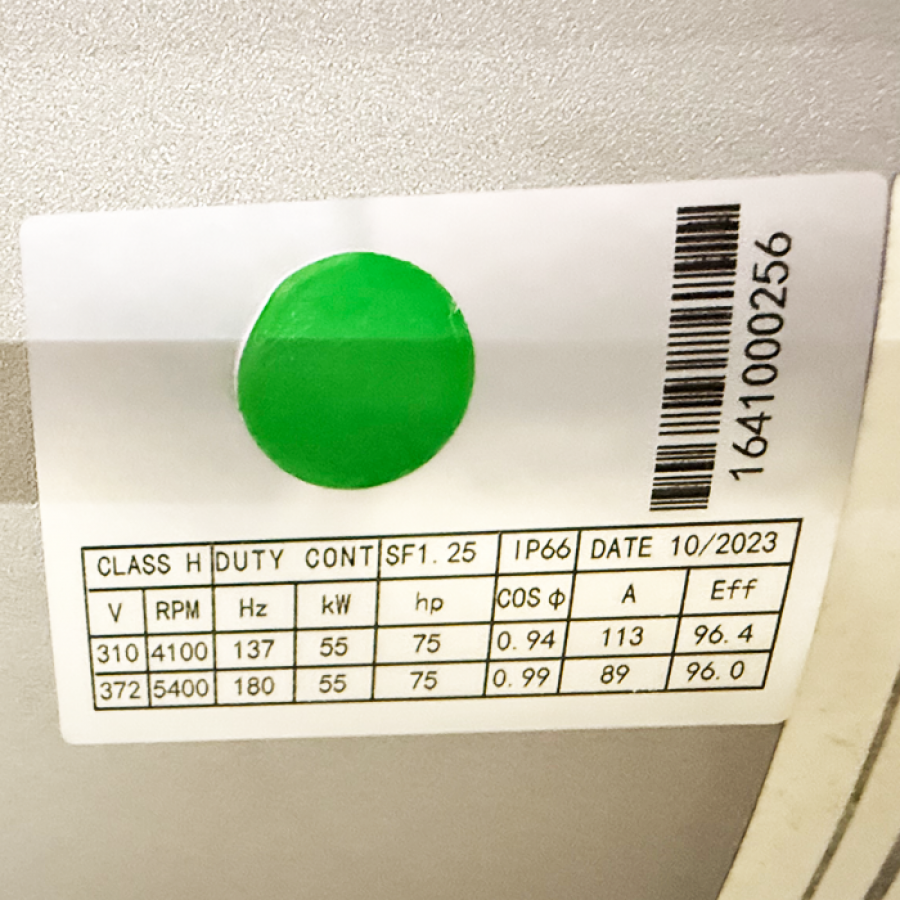 1641000256
CLASS H DUTY CONT SF1.25 IP66 DATE 10/2023
V RPM Hz kW hp COS ϕ A Eff
310 4100 137 55 75 0.94 113 96.4
372 5400 180 55 75 0.99 89 96.0